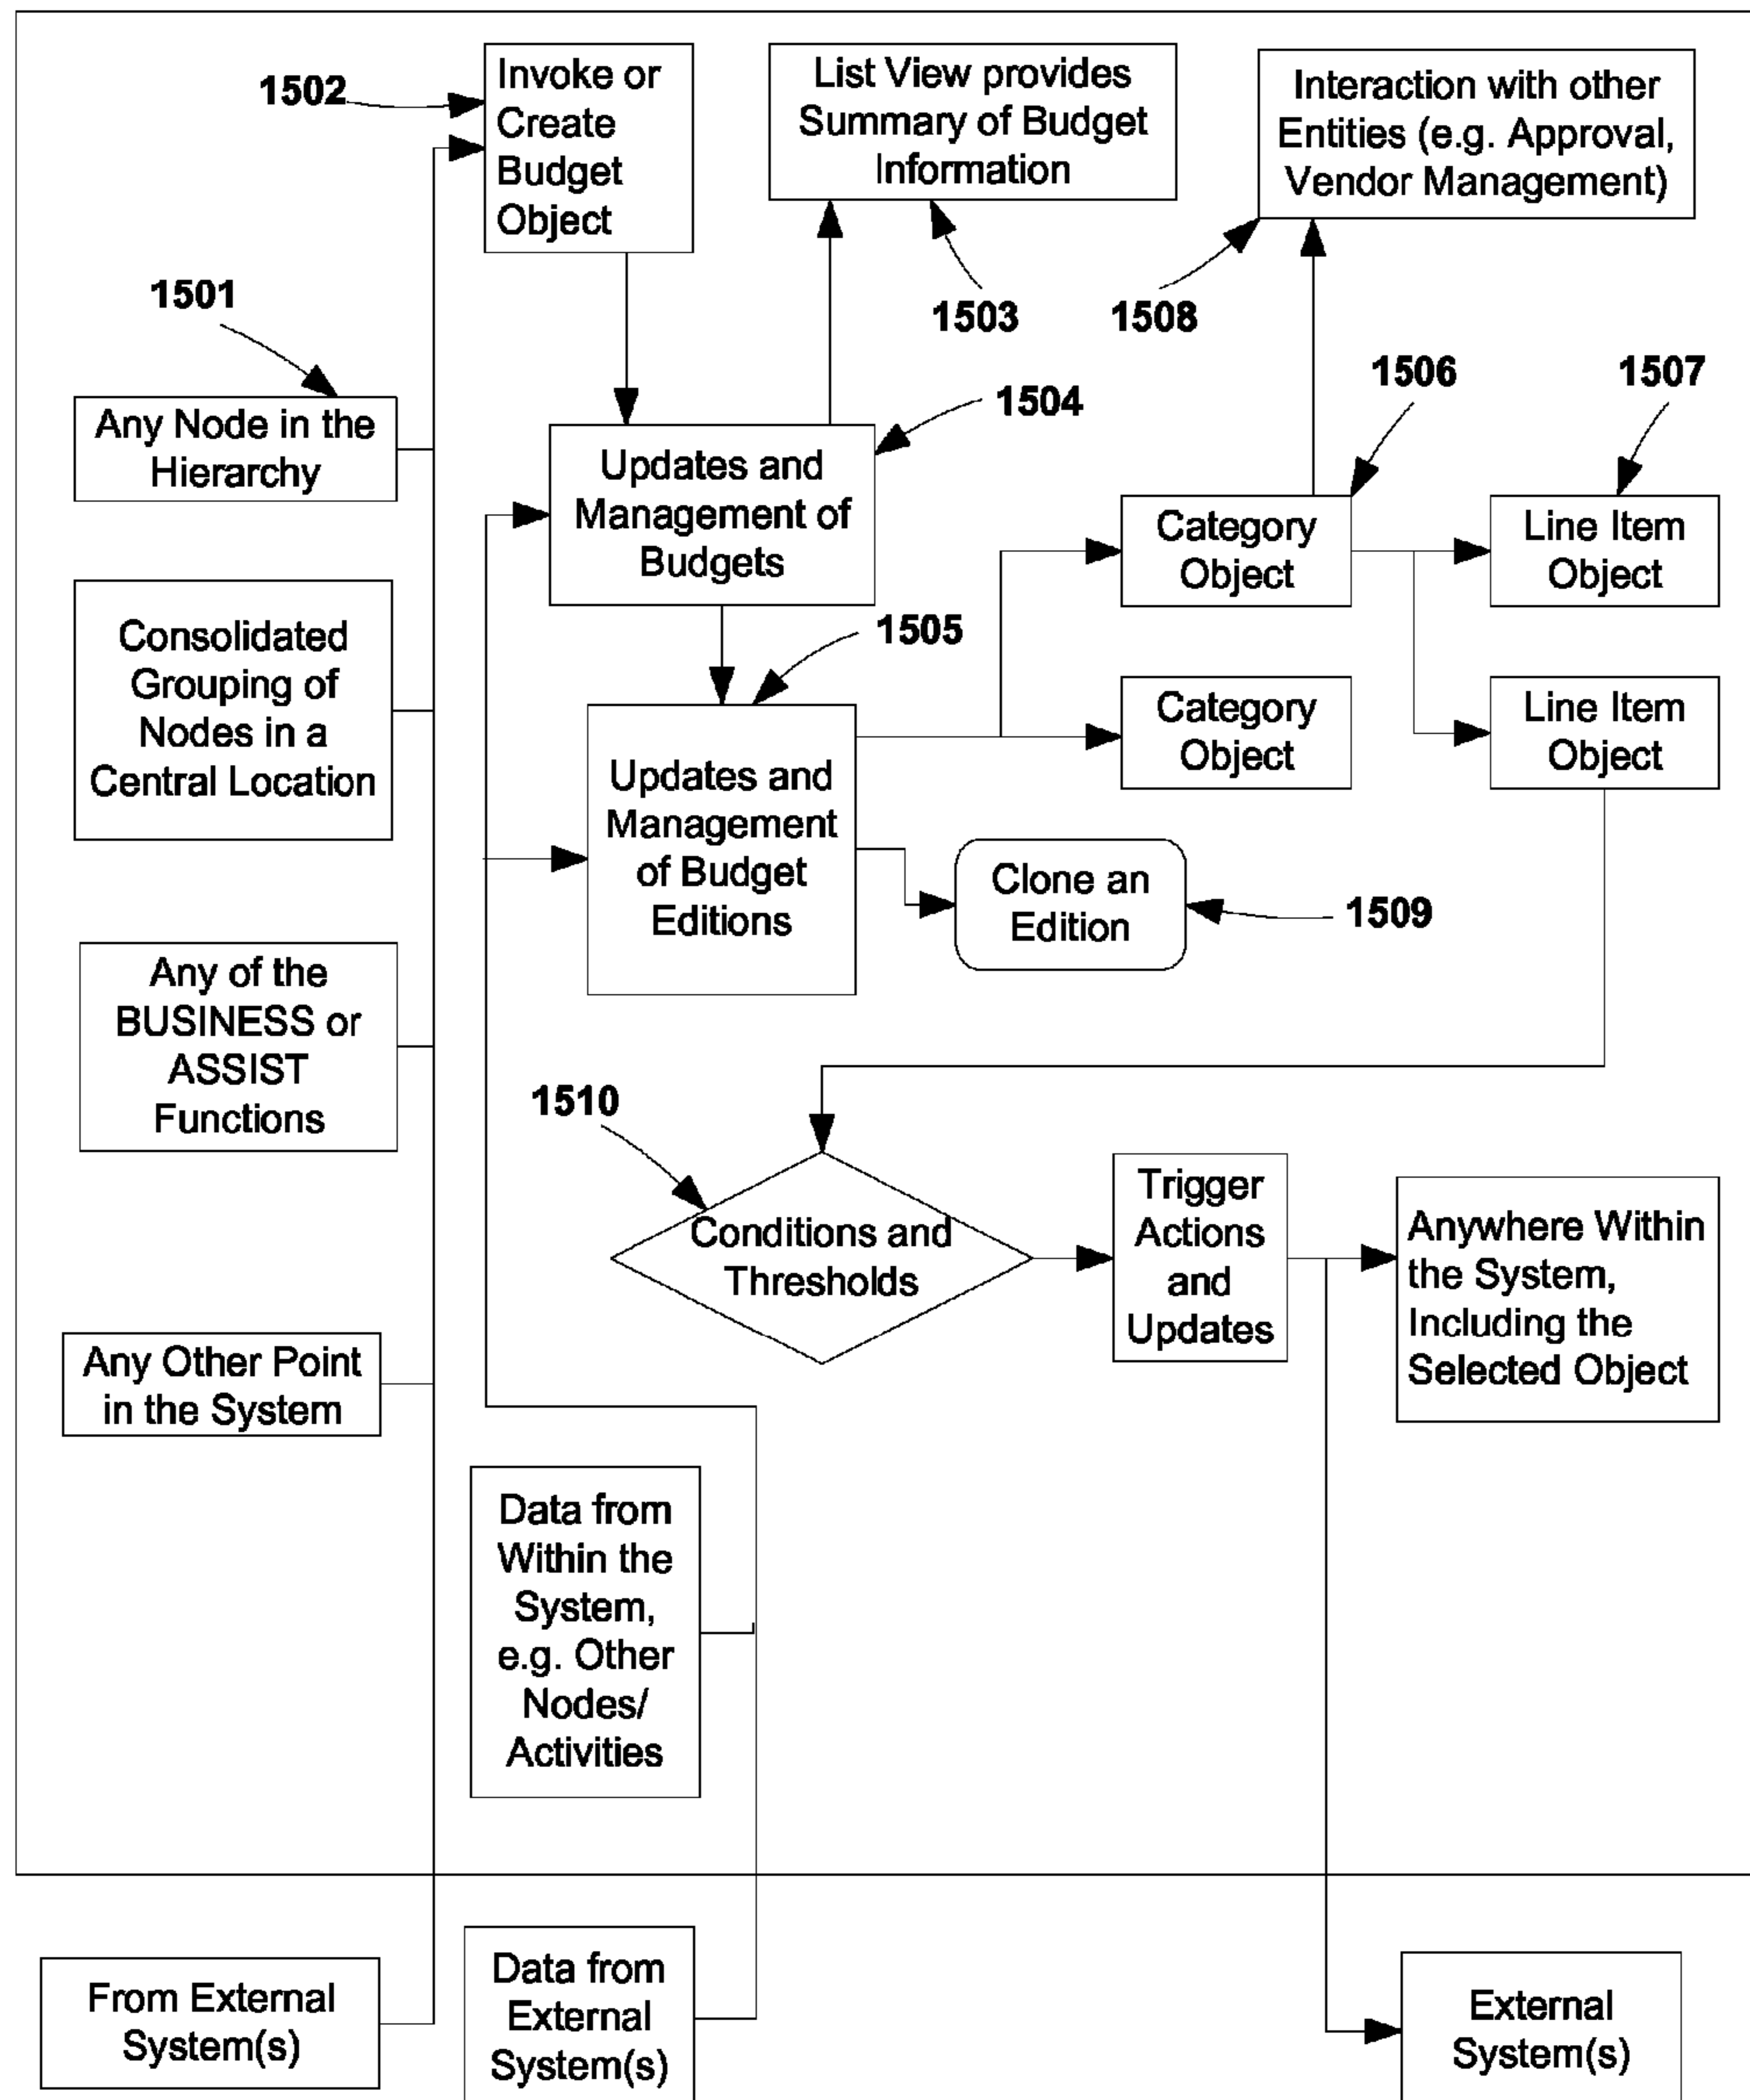 1502
Invoke or
Create
Budget
Object
List View provides
Summary of Budget
Information
Interaction with other
Entities (e.g. Approval,
Vendor Management)
1501
1503
1508
Any Node in the
Hierarchy
1504
1506
1507
Updates and
Management of
Budgets
Category
Object
Line Item
Object
Consolidated
Grouping of
Nodes in a
Central Location
1505
Category
Object
Line Item
Object
Updates and
Management
of Budget
Editions
Clone an
Edition
1509
Any of the
BUSINESS or
ASSIST
Functions
1510
Conditions and
Thresholds
Trigger
Actions
and
Updates
Anywhere Within
the System,
Including the
Selected Object
Any Other Point
in the System
Data from
Within the
System,
e.g. Other
Nodes/
Activities
From External
System(s)
Data from
External
System(s)
External
System(s)